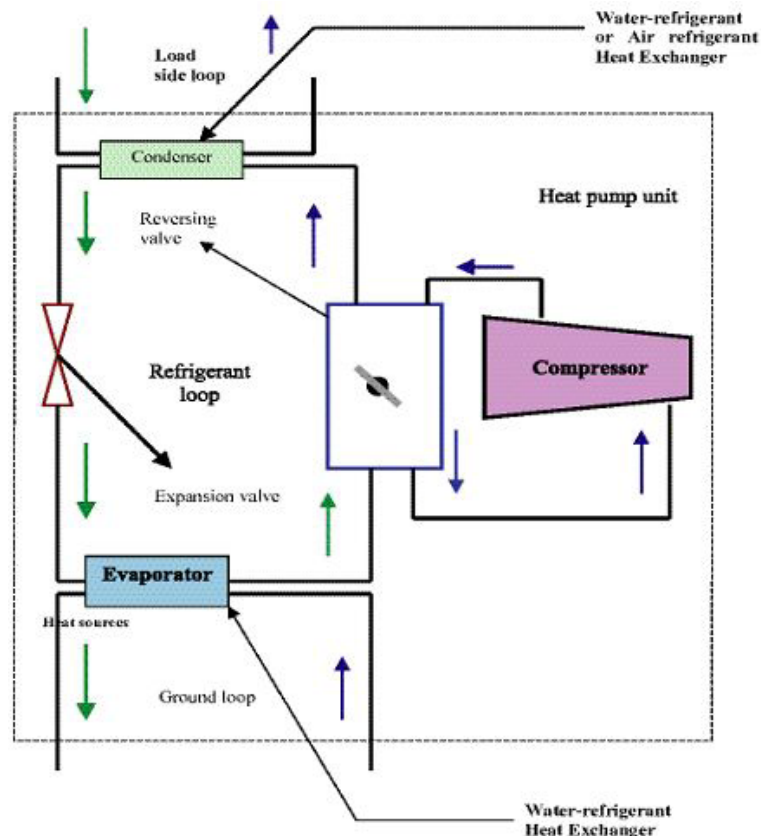 Water-refrigerant
or Air refrigerant
Heat Exchanger
Load
side loop
Condenser
Heat pump unit
Reversing
valve
Refrigerant
loop
Compressor
Expansion valve
Evaporator
Heat sources
Ground loop
Water-refrigerant
Heat Exchanger